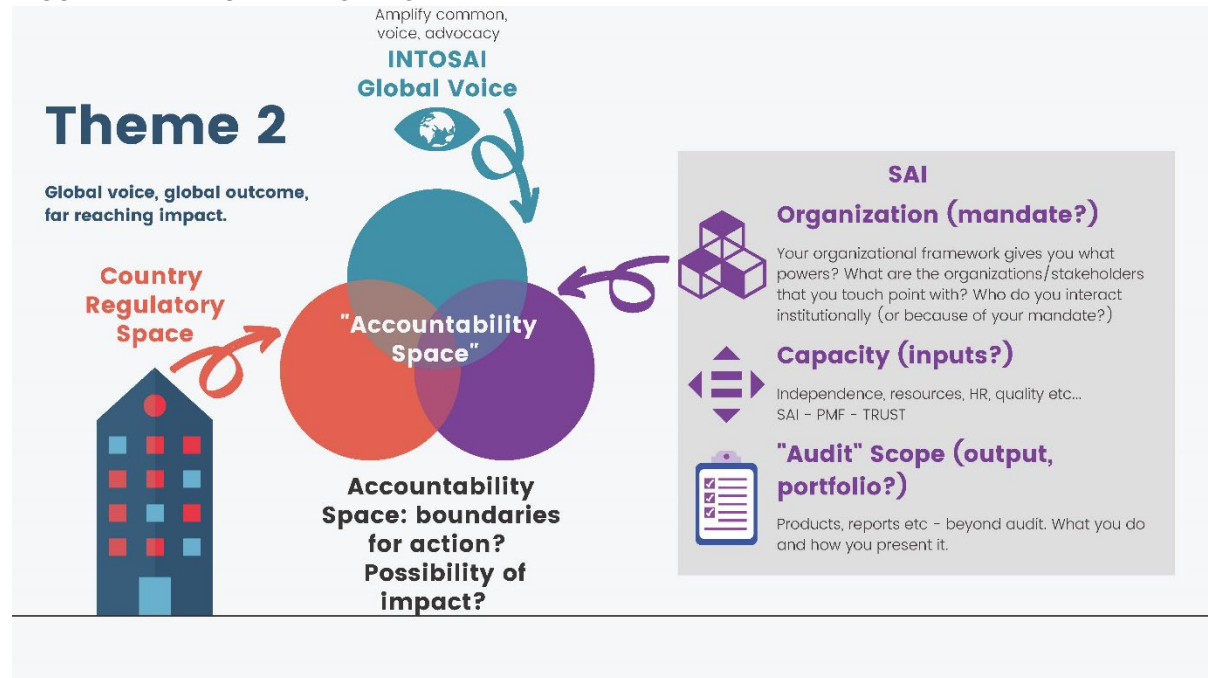 Amplify common,
voice, advocacy
INTOSAI
Global Voice
Theme 2
Global voice, global outcome,
far reaching impact.
Country
Regulatory
Space
"Accountability
Space"
Accountability
Space: boundaries
for action?
Possibility of
impact?
SAI
Organization (mandate?)
Your organizational framework gives you what
powers? What are the organizations/stakeholders
that you touch point with? Who do you interact
institutionally (or because of your mandate?)
Capacity (inputs?)
Independence, resources, HR, quality etc...
SAI - PMF - TRUST
"Audit" Scope (output,
portfolio?)
Products, reports etc - beyond audit. What you do
and how you present it.